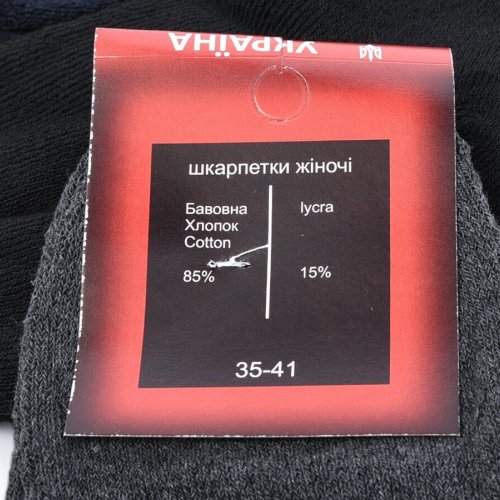 УКРАЇНА
шкарпетки жіночі
Бавовна
Хлопок
Cotton
85%
lycra
15%
35-41